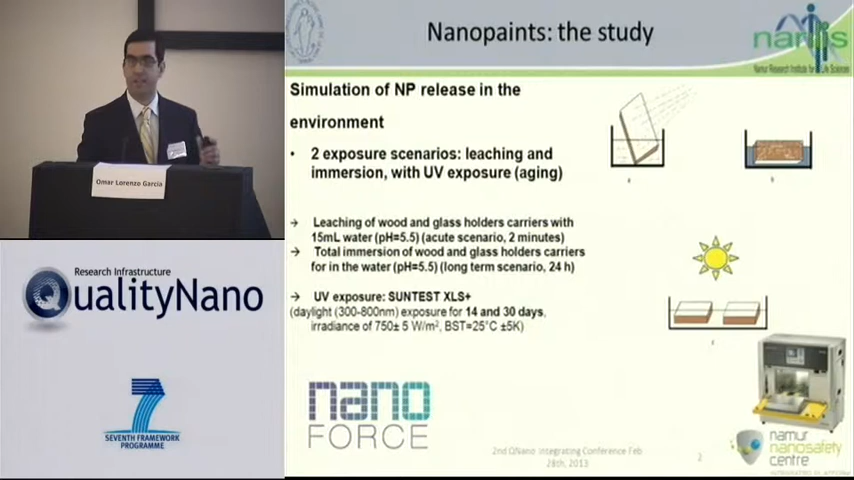 Omar Lorenzo Garcia
Research Infrastructure
QualityNano
7
SEVENTH FRAMEWORK
PROGRAMME
Nanopaints: the study
narilis
Namur Research Institute for Life Sciences
Simulation of NP release in the
environment
• 2 exposure scenarios: leaching and
immersion, with UV exposure (aging)
→ Leaching of wood and glass holders carriers with
15mL water (pH=5.5) (acute scenario, 2 minutes)
→ Total immersion of wood and glass holders carriers
for in the water (pH=5.5) (long term scenario, 24 h)
→ UV exposure: SUNTEST XLS+
(daylight (300-800nm) exposure for 14 and 30 days,
irradiance of 750± 5 W/m², BST=25°C ±5K)
a
b
c
nano
FORCE
2nd QNano Integrating Conference Feb
28th, 2013
2
namur
nanosafety
centre